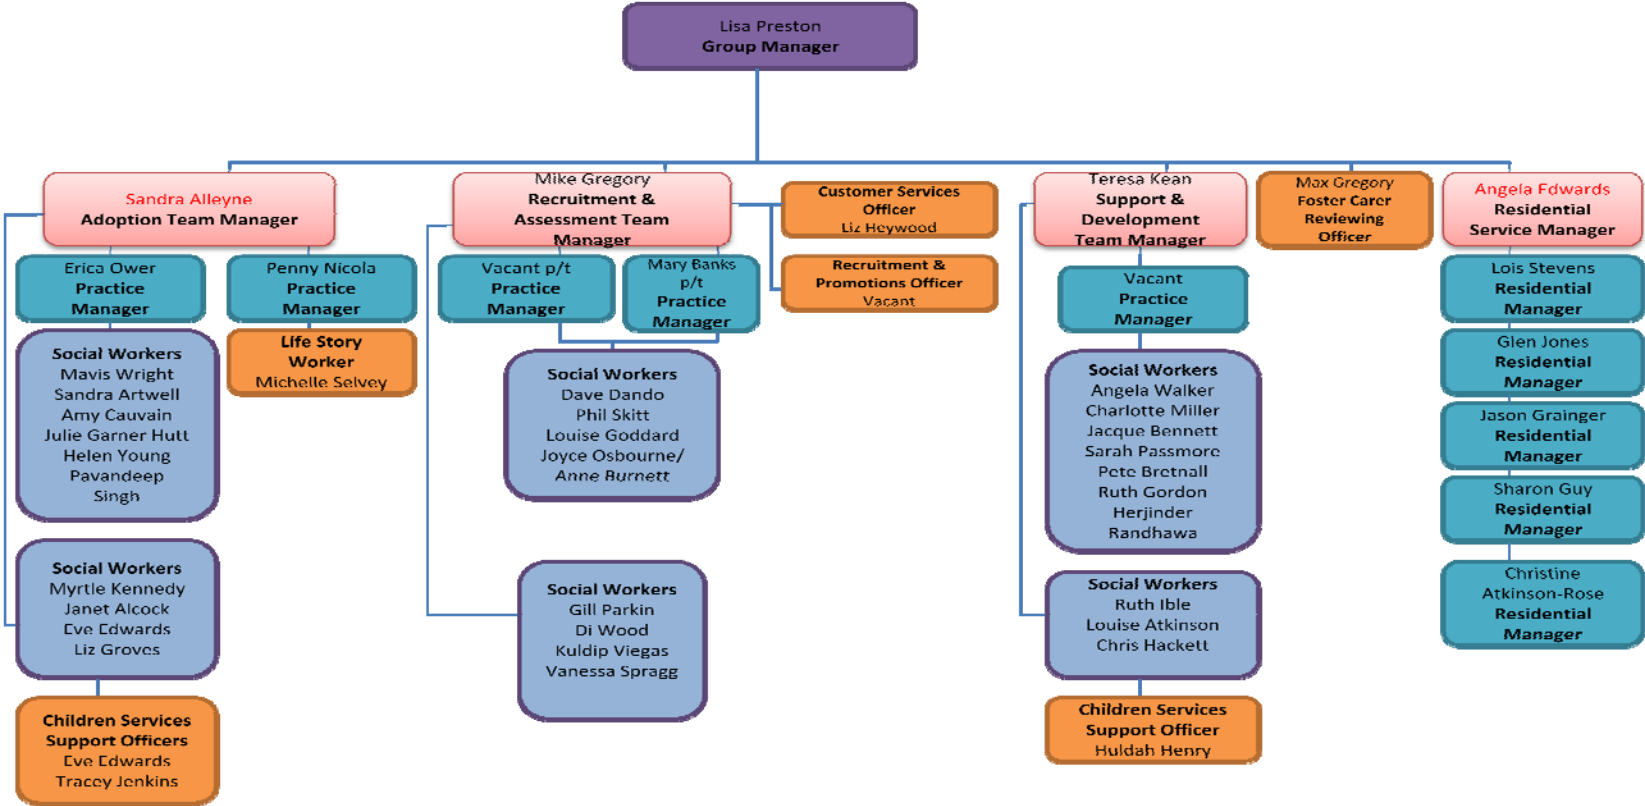 Lisa Preston
Group Manager
Sandra Alleyne
Adoption Team Manager
Erica Ower
Practice
Manager
Penny Nicola
Practice
Manager
Social Workers
Mavis Wright
Sandra Artwell
Amy Cauvain
Julie Garner Hutt
Helen Young
Pavandeep
Singh
Life Story
Worker
Michelle Selvey
Social Workers
Myrtle Kennedy
Janet Alcock
Eve Edwards
Liz Groves
Children Services
Support Officers
Eve Edwards
Tracey Jenkins
Mike Gregory
Recruitment &
Assessment Team
Manager
Customer Services
Officer
Liz Heywood
Recruitment &
Promotions Officer
Vacant
Vacant p/t
Practice
Manager
Mary Banks
p/t
Practice
Manager
Social Workers
Dave Dando
Phil Skitt
Louise Goddard
Joyce Osbourne/
Anne Burnett
Social Workers
Gill Parkin
Di Wood
Kuldip Viegas
Vanessa Spragg
Teresa Kean
Support &
Development
Team Manager
Vacant
Practice
Manager
Social Workers
Angela Walker
Charlotte Miller
Jacque Bennett
Sarah Passmore
Pete Bretnall
Ruth Gordon
Herjinder
Randhawa
Social Workers
Ruth Ible
Louise Atkinson
Chris Hackett
Children Services
Support Officer
Huldah Henry
Max Gregory
Foster Carer
Reviewing
Officer
Angela Edwards
Residential
Service Manager
Lois Stevens
Residential
Manager
Glen Jones
Residential
Manager
Jason Grainger
Residential
Manager
Sharon Guy
Residential
Manager
Christine
Atkinson-Rose
Residential
Manager